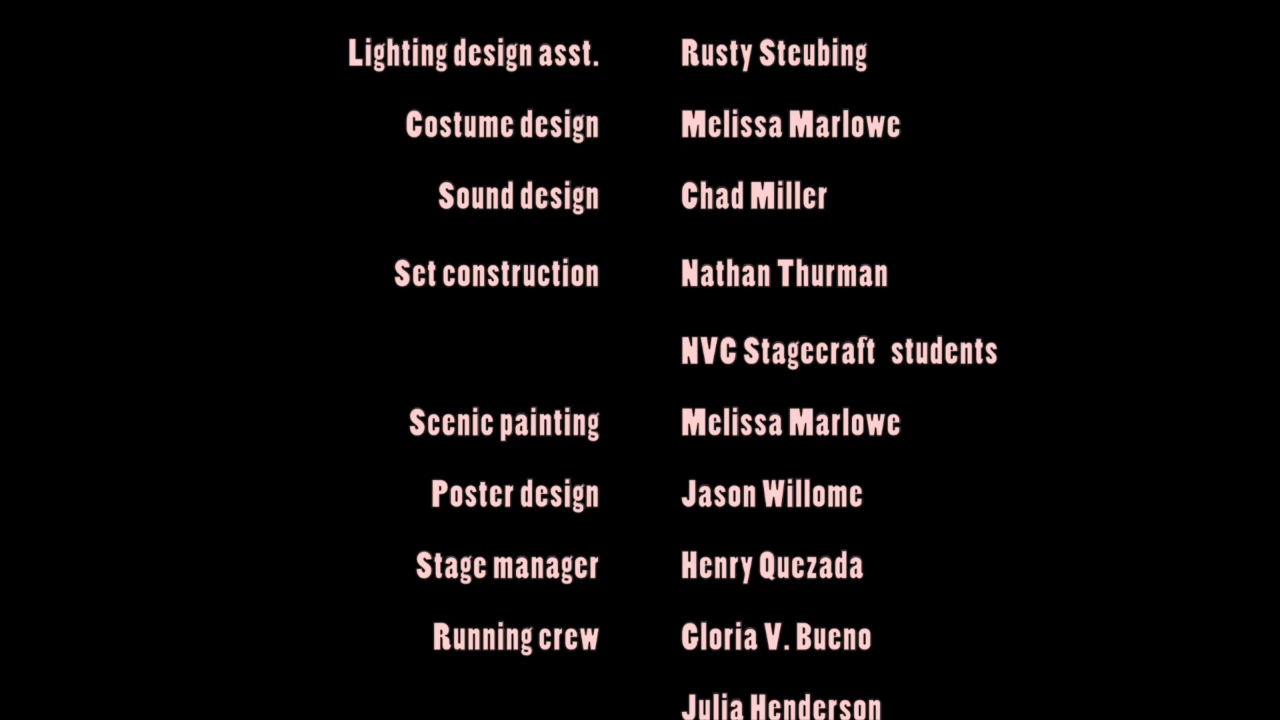 Lighting design asst. Rusty Steubing
Costume design Melissa Marlowe
Sound design Chad Miller
Set construction Nathan Thurman
NVC Stagecraft students
Scenic painting Melissa Marlowe
Poster design Jason Willome
Stage manager Henry Quezada
Running crew Gloria V. Bueno
Julia Henderson